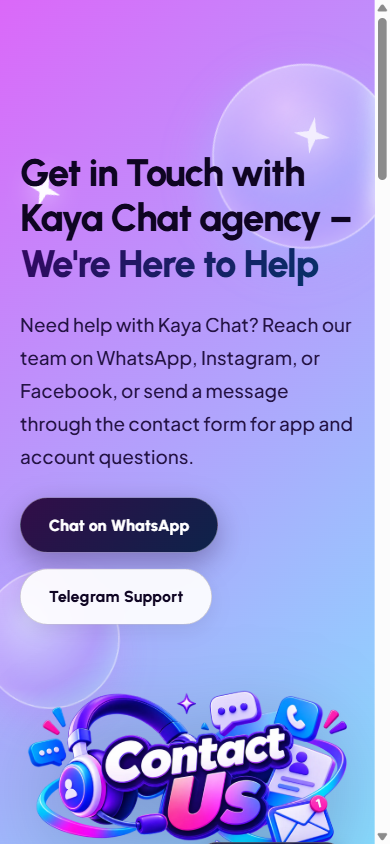 Get in Touch with
Kaya Chat agency –
We're Here to Help
Need help with Kaya Chat? Reach our
team on WhatsApp, Instagram, or
Facebook, or send a message
through the contact form for app and
account questions.
Chat on WhatsApp
Telegram Support
Contact
Us
1